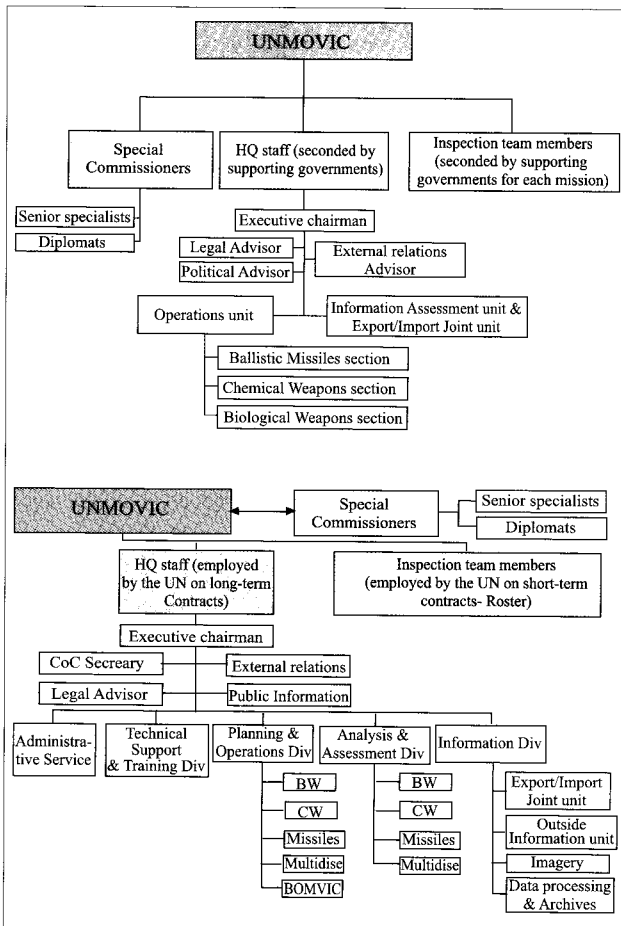 UNMOVIC
Special
Commissioners
HQ staff (seconded by
supporting governments)
Inspection team members
(seconded by supporting
governments for each mission)
Senior specialists
Diplomats
Executive chairman
Legal Advisor
Political Advisor
External relations
Advisor
Operations unit
Information Assessment unit &
Export/Import Joint unit
Ballistic Missiles section
Chemical Weapons section
Biological Weapons section
UNMOVIC
Special
Commissioners
Senior specialists
Diplomats
HQ staff (employed
by the UN on long-term
Contracts)
Inspection team members
(employed by the UN on short-term
contracts- Roster)
Executive chairman
CoC Secreary
External relations
Legal Advisor
Public Information
Administra-
tive Service
Technical
Support
& Training Div
Planning &
Operations Div
Analysis &
Assessment Div
Information Div
BW
CW
Missiles
Multidise
BOMVIC
BW
CW
Missiles
Multidise
Export/Import
Joint unit
Outside
Information unit
Imagery
Data processing
& Archives